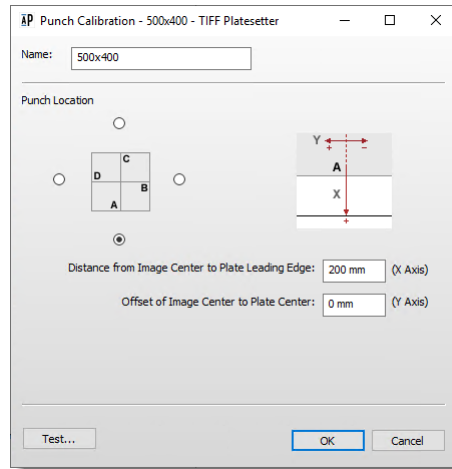 AP Punch Calibration - 500x400 - TIFF Platesetter
Name: 500x400
Punch Location
C
D
B
A
Y
+ -
A
X
+
Distance from Image Center to Plate Leading Edge: 200 mm (X Axis)
Offset of Image Center to Plate Center: 0 mm (Y Axis)
Test... OK Cancel